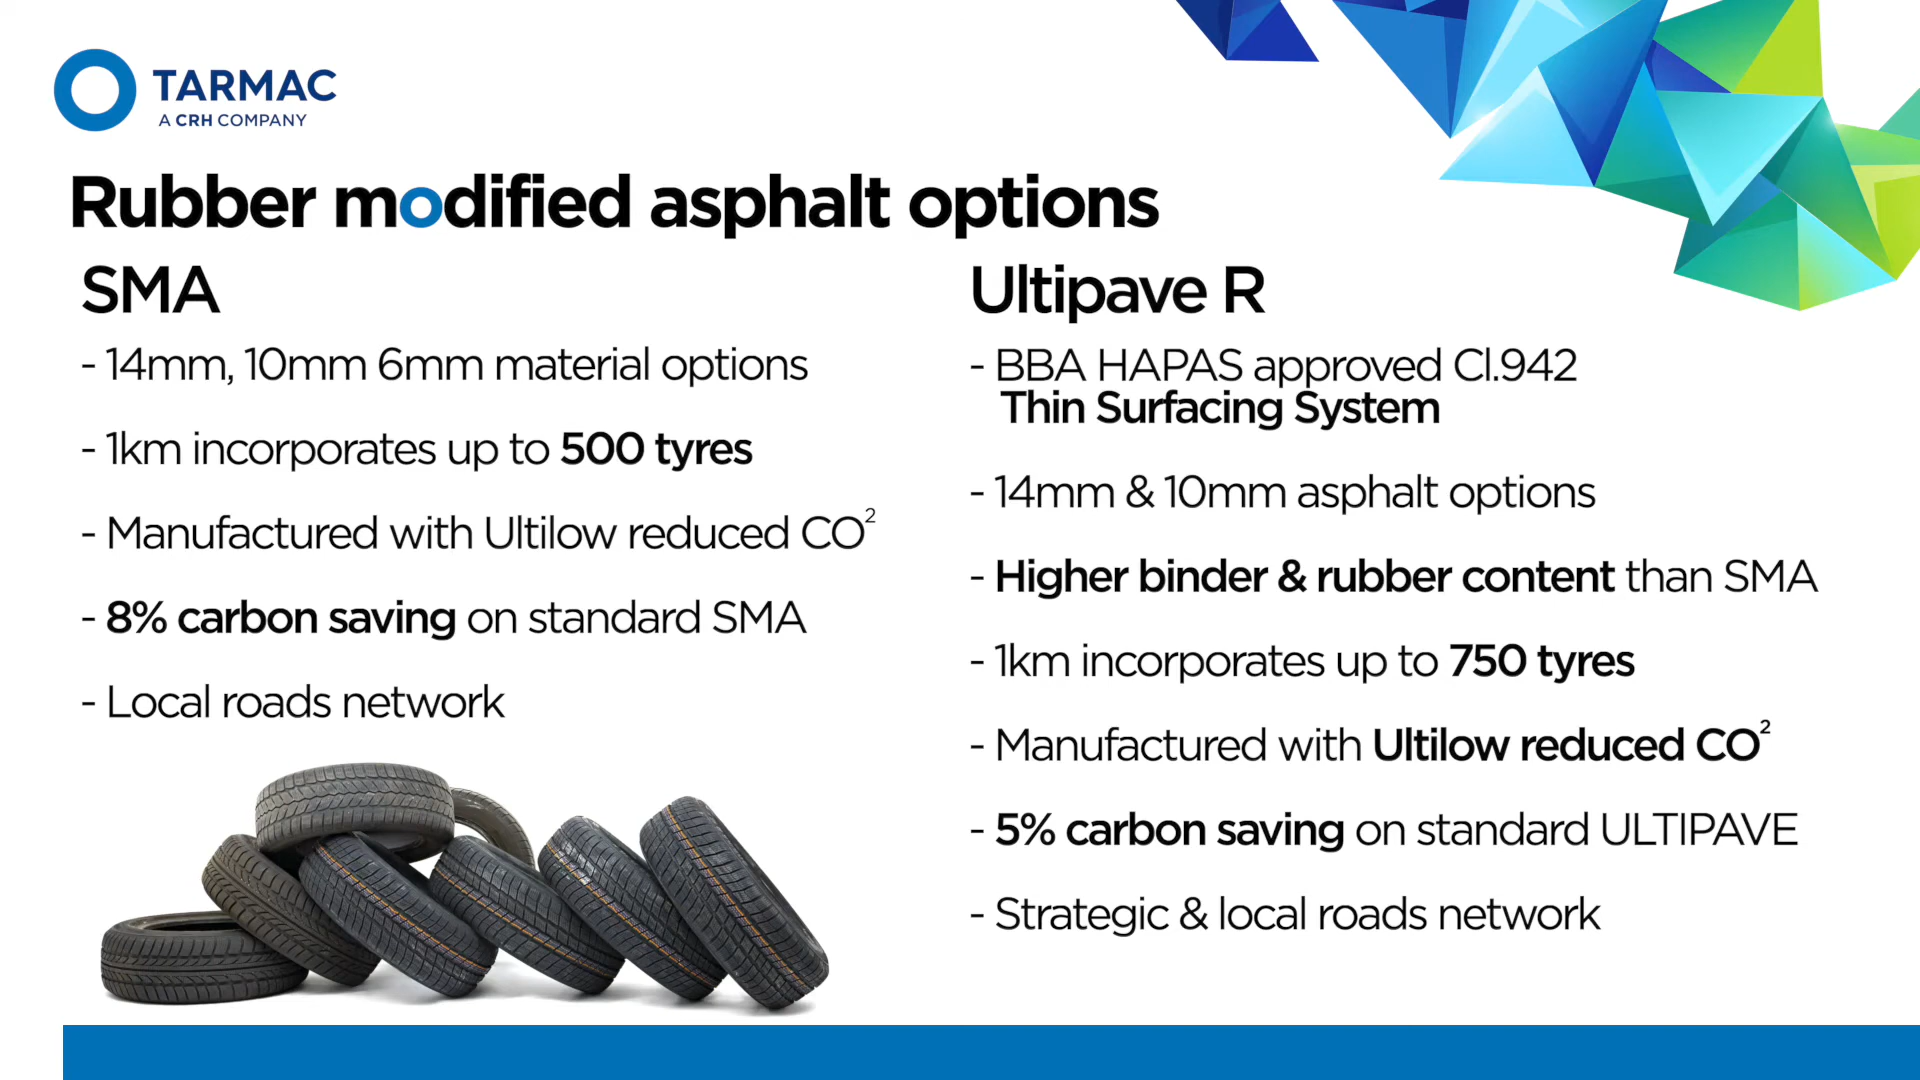 TARMAC
A CRH COMPANY
Rubber modified asphalt options
SMA
- 14mm, 10mm 6mm material options
- 1km incorporates up to 500 tyres
- Manufactured with Ultilow reduced CO²
- 8% carbon saving on standard SMA
- Local roads network
Ultipave R
- BBA HAPAS approved Cl.942
Thin Surfacing System
- 14mm & 10mm asphalt options
- Higher binder & rubber content than SMA
- 1km incorporates up to 750 tyres
- Manufactured with Ultilow reduced CO²
- 5% carbon saving on standard ULTIPAVE
- Strategic & local roads network